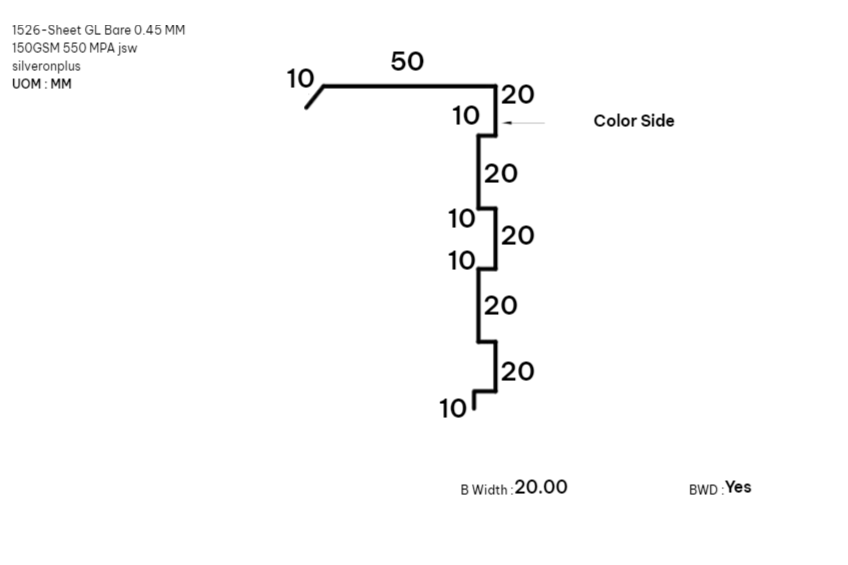 1526-Sheet GL Bare 0.45 MM
150GSM 550 MPA jsw
silveronplus
UOM : MM
50
10
20
10
Color Side
20
10
20
10
20
20
10
B Width : 20.00
BWD : Yes